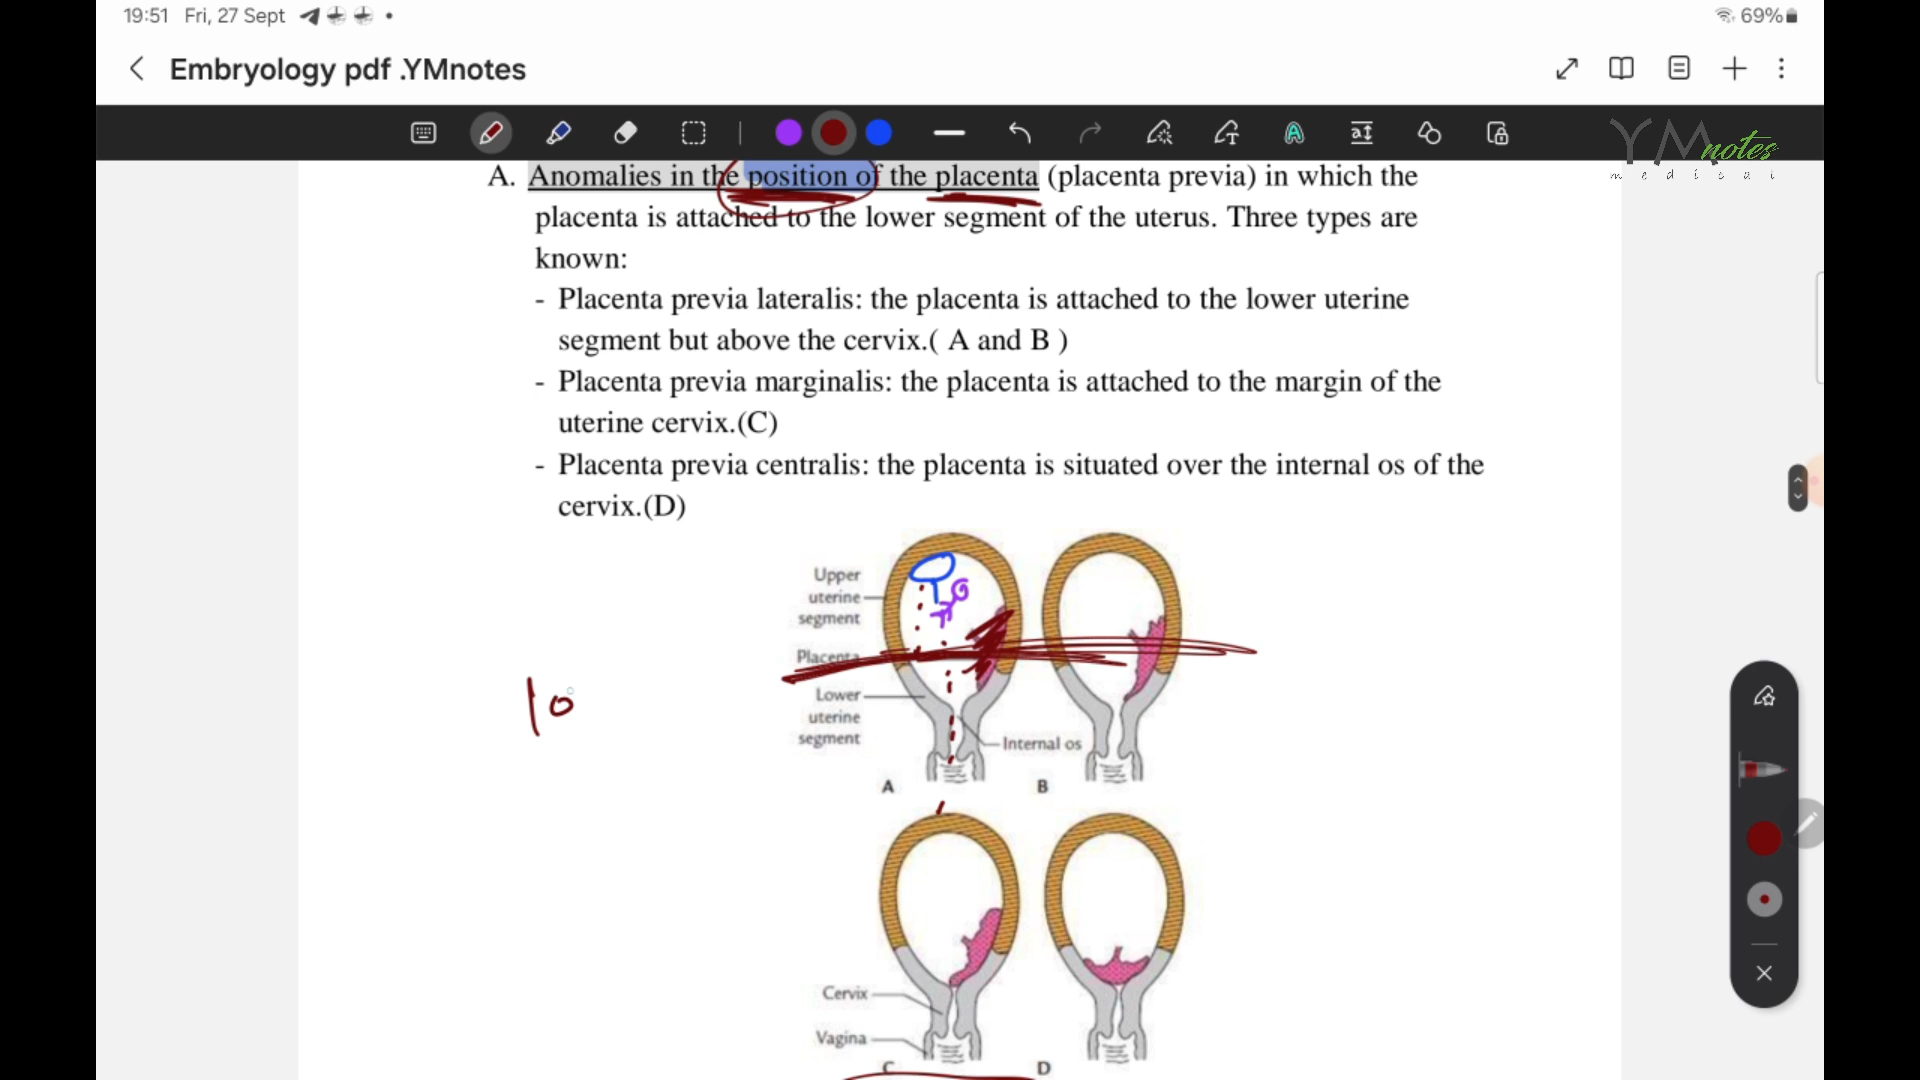 19:51 Fri, 27 Sept
69%
Embryology pdf .YMnotes
YMnotes
medical
A. Anomalies in the position of the placenta (placenta previa) in which the
placenta is attached to the lower segment of the uterus. Three types are
known:
- Placenta previa lateralis: the placenta is attached to the lower uterine
segment but above the cervix.( A and B )
- Placenta previa marginalis: the placenta is attached to the margin of the
uterine cervix.(C)
- Placenta previa centralis: the placenta is situated over the internal os of the
cervix.(D)
Upper
uterine
segment
Placenta
Lower
uterine
segment
Internal os
A
B
lo
Cervix
Vagina
C
D